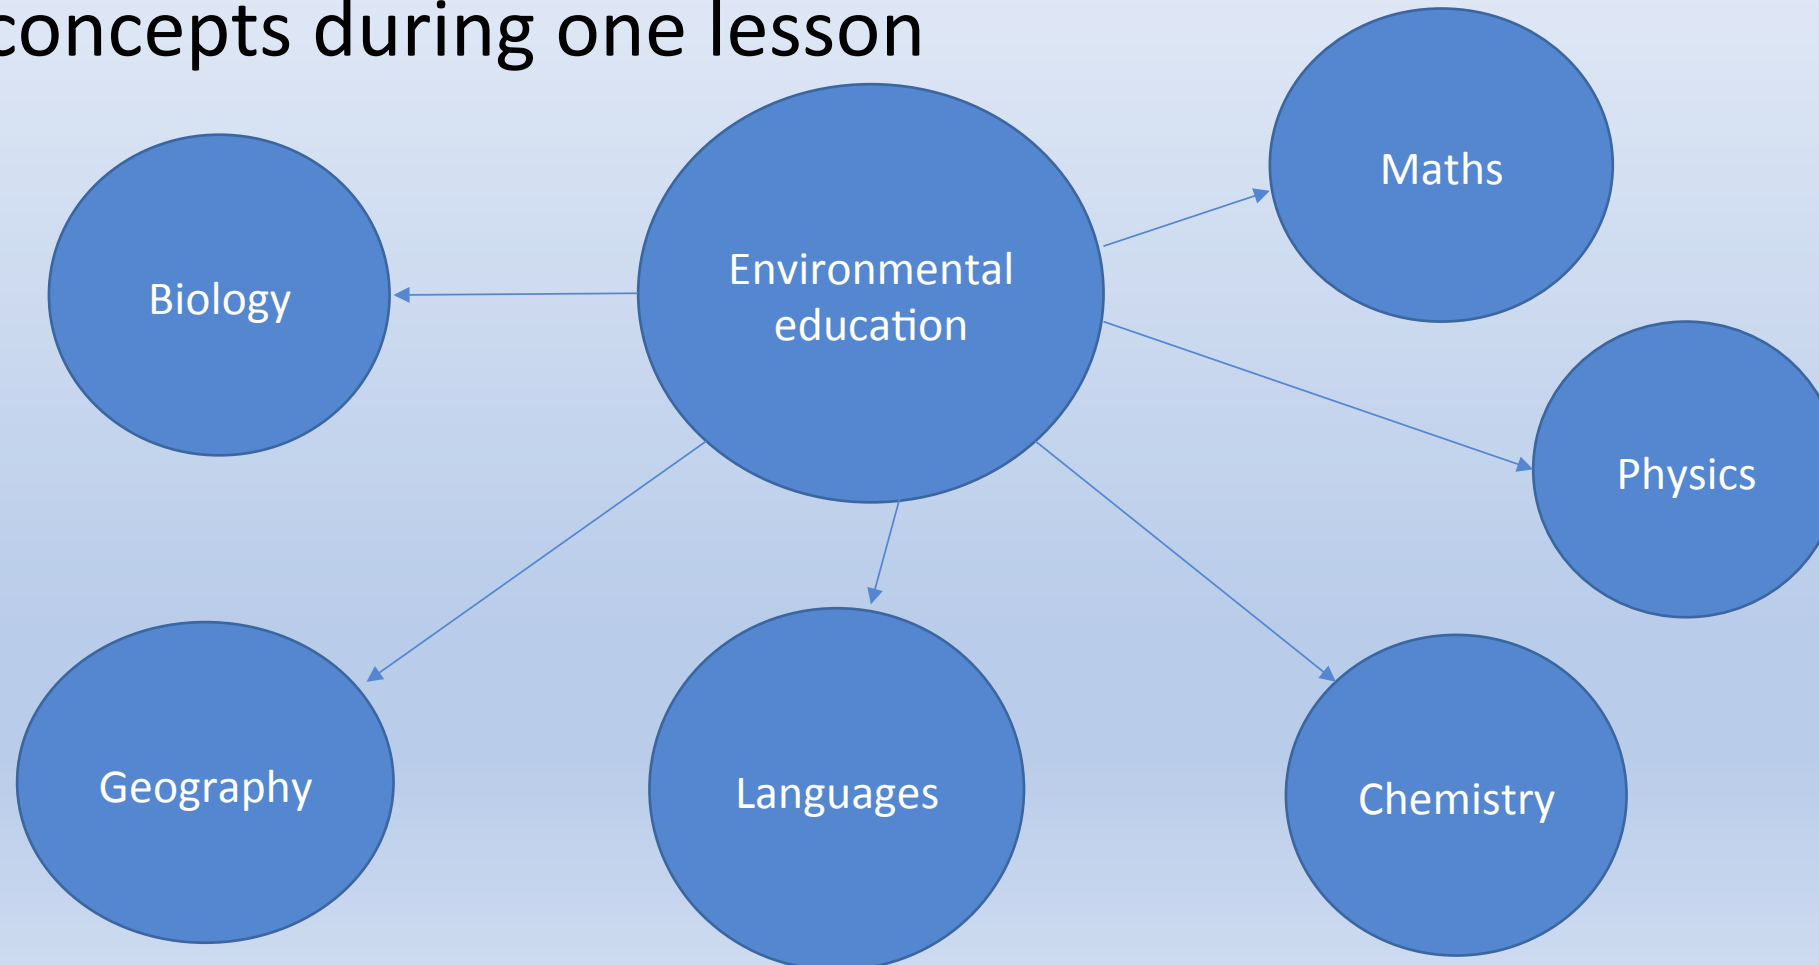 concepts during one lesson
Maths
Environmental
education
Biology
Physics
Geography
Languages
Chemistry